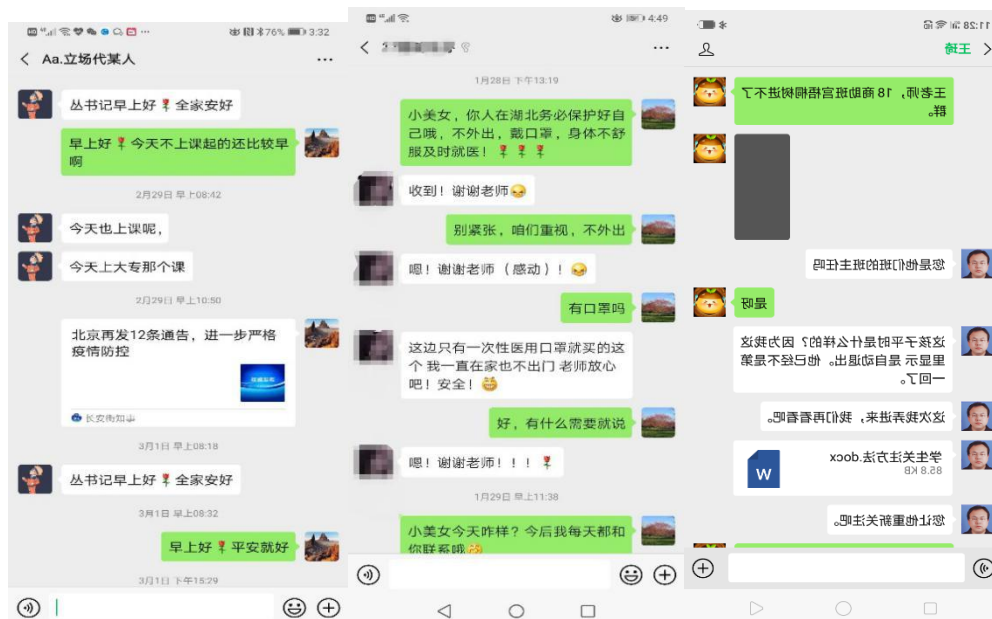 76% 3:32
Aa.立场代某人
丛书记早上好🌹全家安好
早上好🌹今天不上课起的还比较早
啊
2月29日 早上08:42
今天也上课呢，
今天上大专那个课
2月29日 早上10:50
北京再发12条通告，进一步严格
疫情防控
长安街知事
3月1日 早上08:18
丛书记早上好🌹全家安好
3月1日 早上08:32
早上好🌹平安就好
3月1日 下午15:29
4:49
1月28日 下午13:19
小美女，你人在湖北务必保护好自
己哦，不外出，戴口罩，身体不舒
服及时就医！🌹🌹🌹
收到！谢谢老师😂
别紧张，咱们重视，不外出
嗯！谢谢老师（感动）！😂
有口罩吗
这边只有一次性医用口罩就买的这
个 我一直在家也不出门 老师放心
吧！安全！😁
好，有什么需要就说
嗯！谢谢老师！！！🌹
1月29日 早上11:38
小美女今天咋样？今后我每天都和
你联系哦🤗
11:28
王老师，18 商助班宫梧桐树进不了
群。
您是他们班的班主任吗
是呀
这孩子平时是什么样的？因为我这
里显示 是自动退出。他已经不是第
一回了。
这次我弄进来，我们再看看吧。
学生关注方法.docx
85.8 KB
W
您让他重新关注吧。